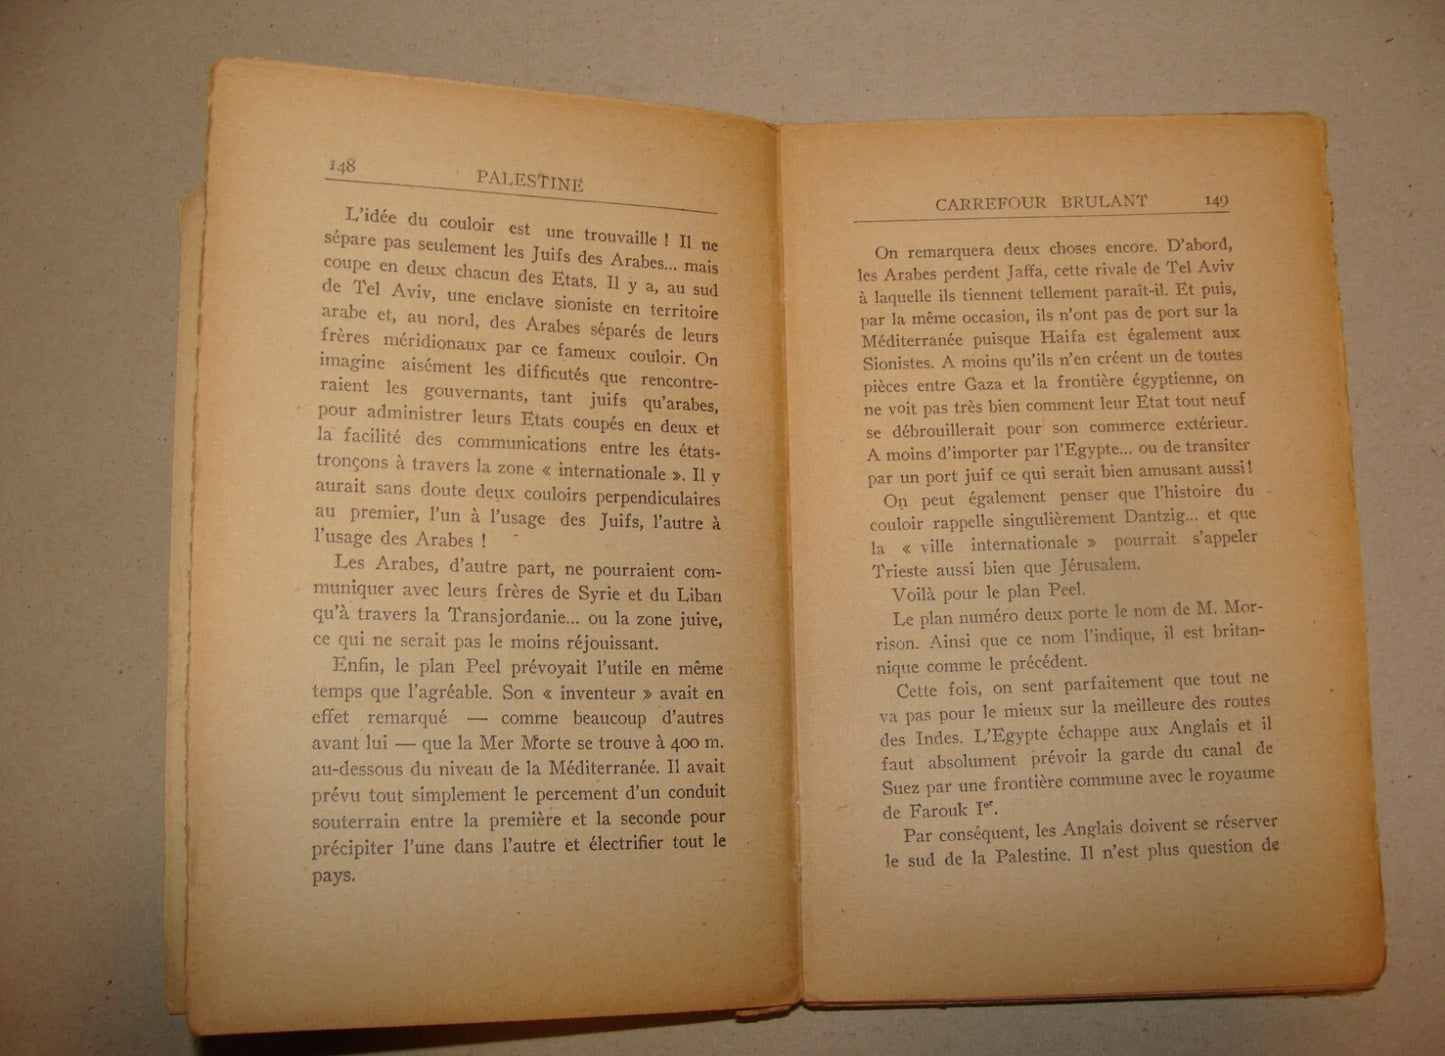 148
PALESTINE
L'idée du couloir est une trouvaille ! Il ne
sépare pas seulement les Juifs des Arabes... mais
coupe en deux chacun des Etats. Il y a, au sud
de Tel Aviv, une enclave sioniste en territoire
arabe et, au nord, des Arabes séparés de leurs
frères méridionaux par ce fameux couloir. On
imagine aisément les difficutés que rencontre-
raient les gouvernants, tant juifs qu'arabes,
pour administrer leurs Etats coupés en deux et
la facilité des communications entre les états-
tronçons à travers la zone « internationale ». Il y
aurait sans doute deux couloirs perpendiculaires
au premier, l'un à l'usage des Juifs, l'autre à
l'usage des Arabes !
Les Arabes, d'autre part, ne pourraient com-
muniquer avec leurs frères de Syrie et du Liban
qu'à travers la Transjordanie... ou la zone juive,
ce qui ne serait pas le moins réjouissant.
Enfin, le plan Peel prévoyait l'utile en même
temps que l'agréable. Son « inventeur » avait en
effet remarqué — comme beaucoup d'autres
avant lui — que la Mer Morte se trouve à 400 m.
au-dessous du niveau de la Méditerranée. Il avait
prévu tout simplement le percement d'un conduit
souterrain entre la première et la seconde pour
précipiter l'une dans l'autre et électrifier tout le
pays.
CARREFOUR BRULANT 149
On remarquera deux choses encore. D'abord,
les Arabes perdent Jaffa, cette rivale de Tel Aviv
à laquelle ils tiennent tellement paraît-il. Et puis,
par la même occasion, ils n'ont pas de port sur la
Méditerranée puisque Haifa est également aux
Sionistes. A moins qu'ils n'en créent un de toutes
pièces entre Gaza et la frontière égyptienne, on
ne voit pas très bien comment leur Etat tout neuf
se débrouillerait pour son commerce extérieur.
A moins d'importer par l'Egypte... ou de transiter
par un port juif ce qui serait bien amusant aussi!
On peut également penser que l'histoire du
couloir rappelle singulièrement Dantzig... et que
la « ville internationale » pourrait s'appeler
Trieste aussi bien que Jérusalem.
Voilà pour le plan Peel.
Le plan numéro deux porte le nom de M. Mor-
rison. Ainsi que ce nom l'indique, il est britan-
nique comme le précédent.
Cette fois, on sent parfaitement que tout ne
va pas pour le mieux sur la meilleure des routes
des Indes. L'Egypte échappe aux Anglais et il
faut absolument prévoir la garde du canal de
Suez par une frontière commune avec le royaume
de Farouk Ier.
Par conséquent, les Anglais doivent se réserver
le sud de la Palestine. Il n'est plus question de